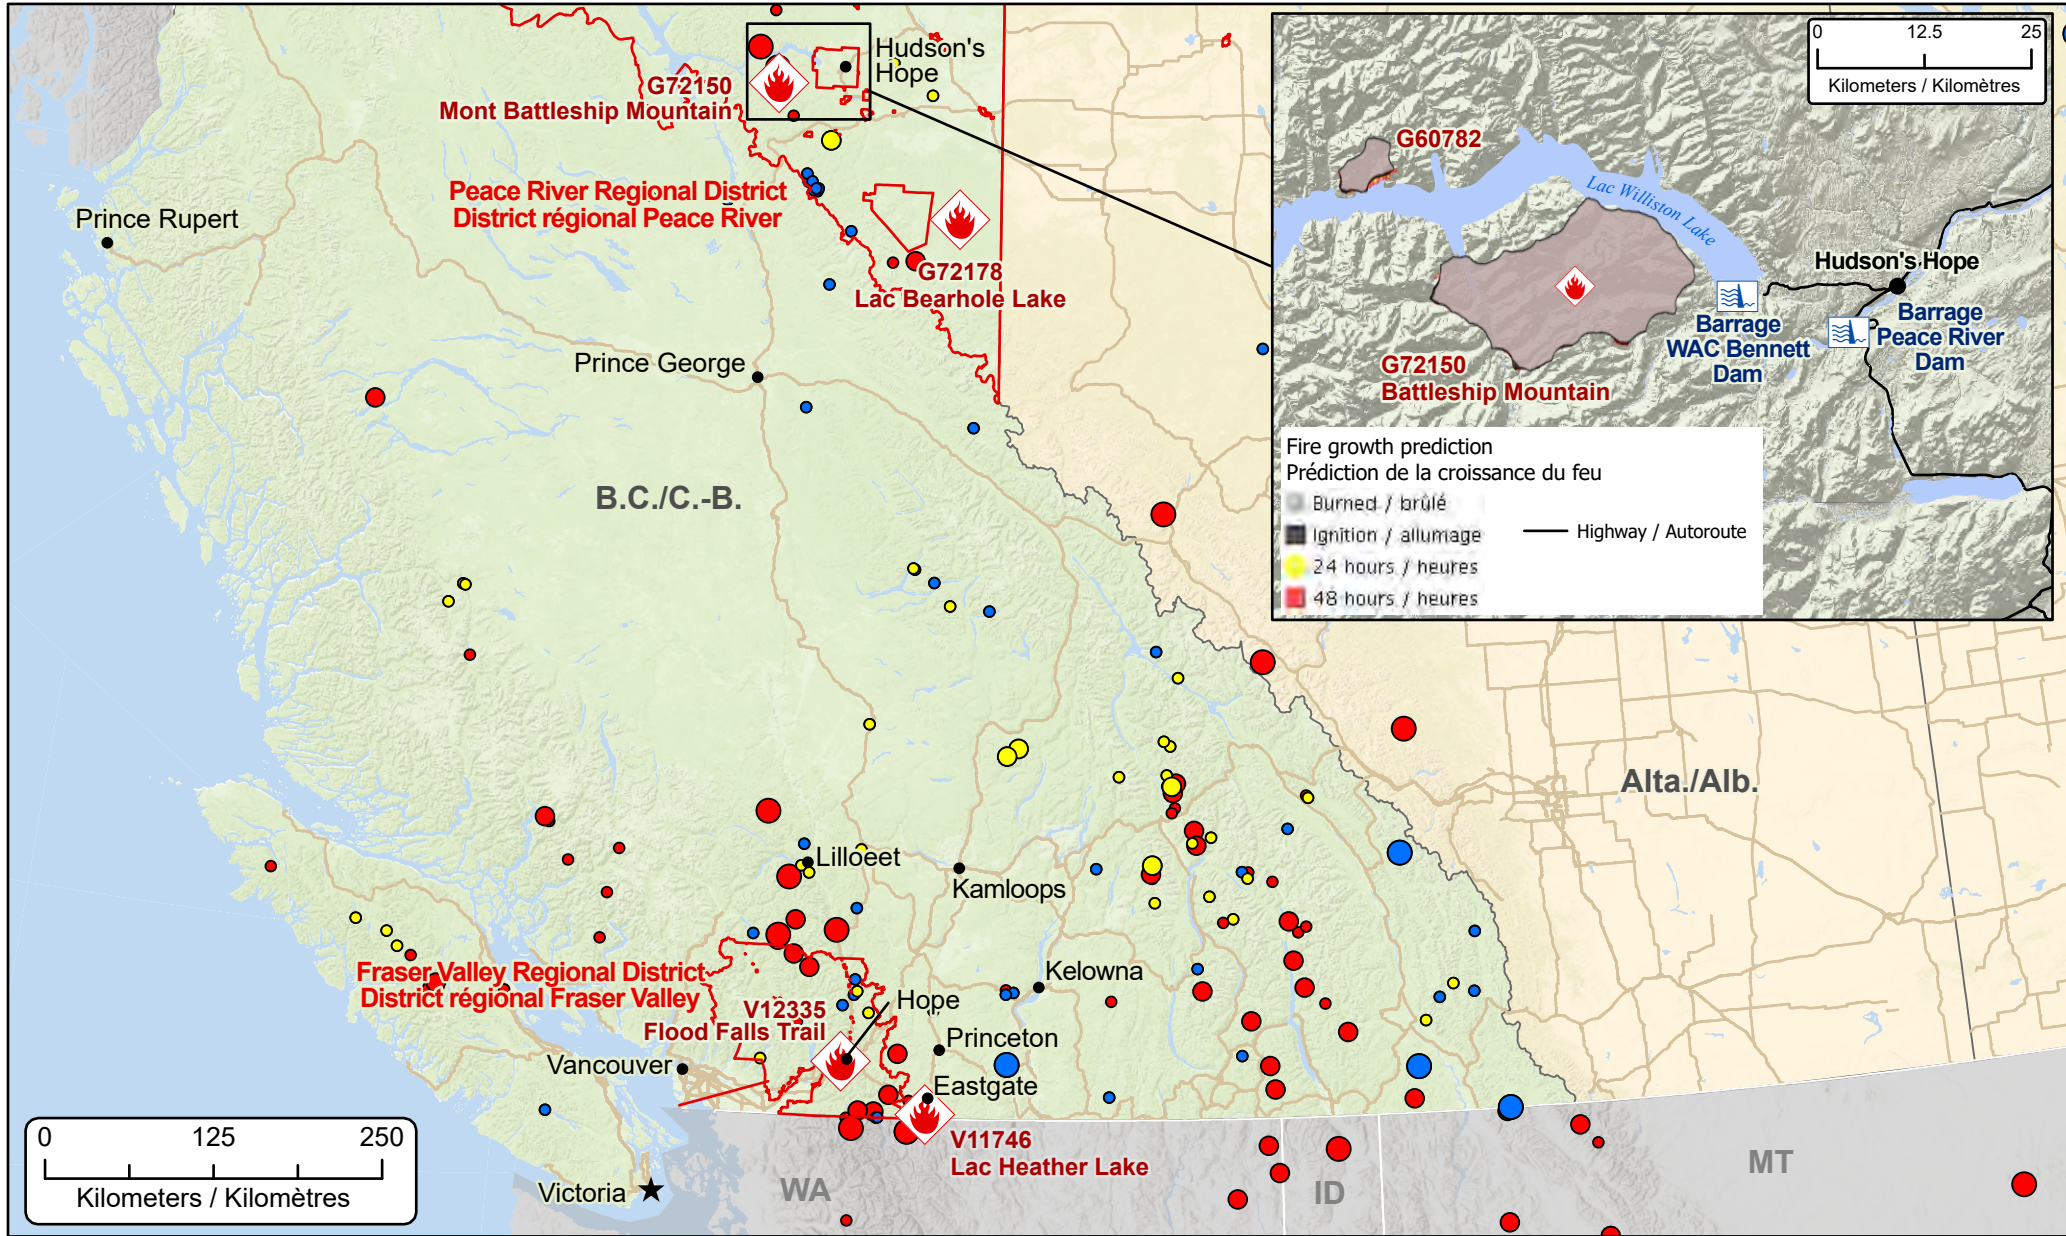 Hudson's
Hope
G72150
Mont Battleship Mountain
Peace River Regional District
District régional Peace River
Prince Rupert
G72178
Lac Bearhole Lake
Prince George
B.C./C.-B.
0 12.5 25
Kilometers / Kilomètres
G60782
Lac Williston Lake
Hudson's Hope
Barrage
WAC Bennett
Dam
Barrage
Peace River
Dam
G72150
Battleship Mountain
Fire growth prediction
Prédiction de la croissance du feu
Burned / brûlé
Ignition / allumage
24 hours / heures
48 hours / heures
Highway / Autoroute
Alta./Alb.
Lilloeet
Kamloops
Kelowna
Fraser Valley Regional District
District régional Fraser Valley
V12335
Flood Falls Trail
Hope
Princeton
Vancouver
Eastgate
V11746
Lac Heather Lake
0 125 250
Kilometers / Kilomètres
Victoria
WA
ID
MT